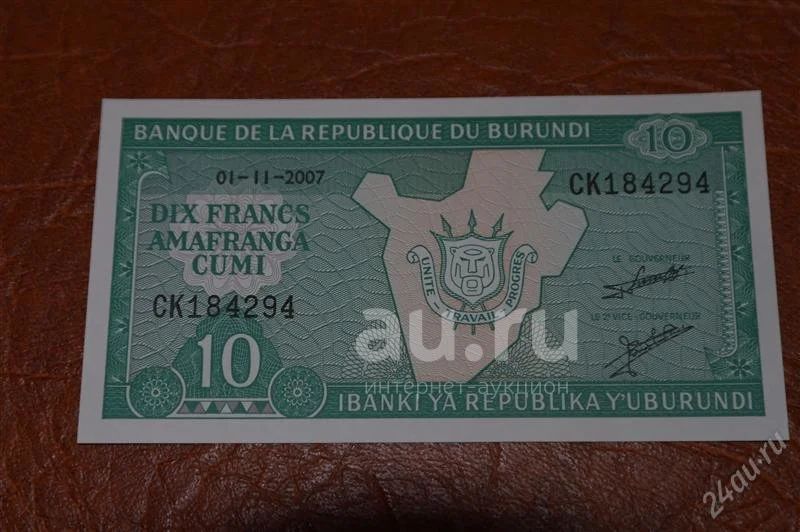 BANQUE DE LA REPUBLIQUE DU BURUNDI
10
01-11-2007
CK184294
DIX FRANCS
AMAFRANGA
CUMI
LE GOUVERNEUR
UNITE TRAVAIL PROGRES
CK184294
LE 2e VICE-GOUVERNEUR
au.ru
интернет-аукцион
10
IBANKI YA REPUBLIKA Y'UBURUNDI
24au.ru